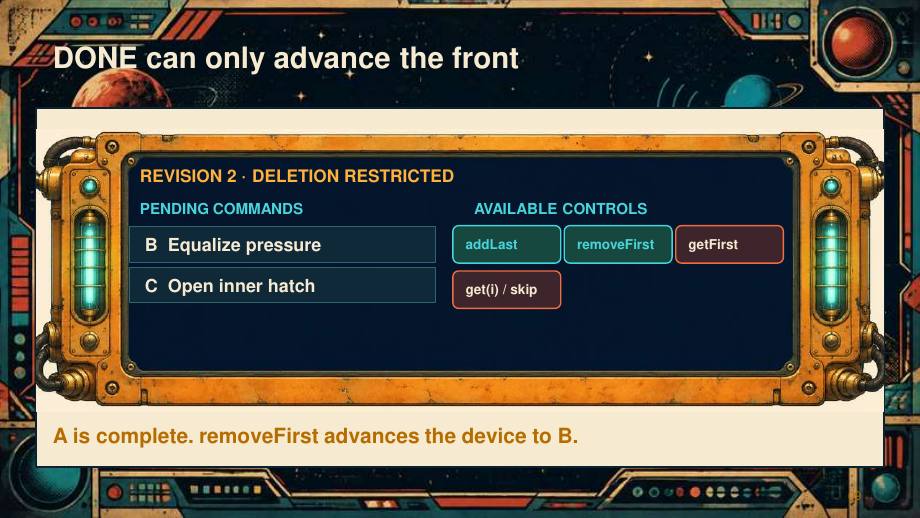 DONE can only advance the front
REVISION 2 · DELETION RESTRICTED
PENDING COMMANDS
B Equalize pressure
C Open inner hatch
AVAILABLE CONTROLS
addLast removeFirst getFirst
get(i) / skip
A is complete. removeFirst advances the device to B.